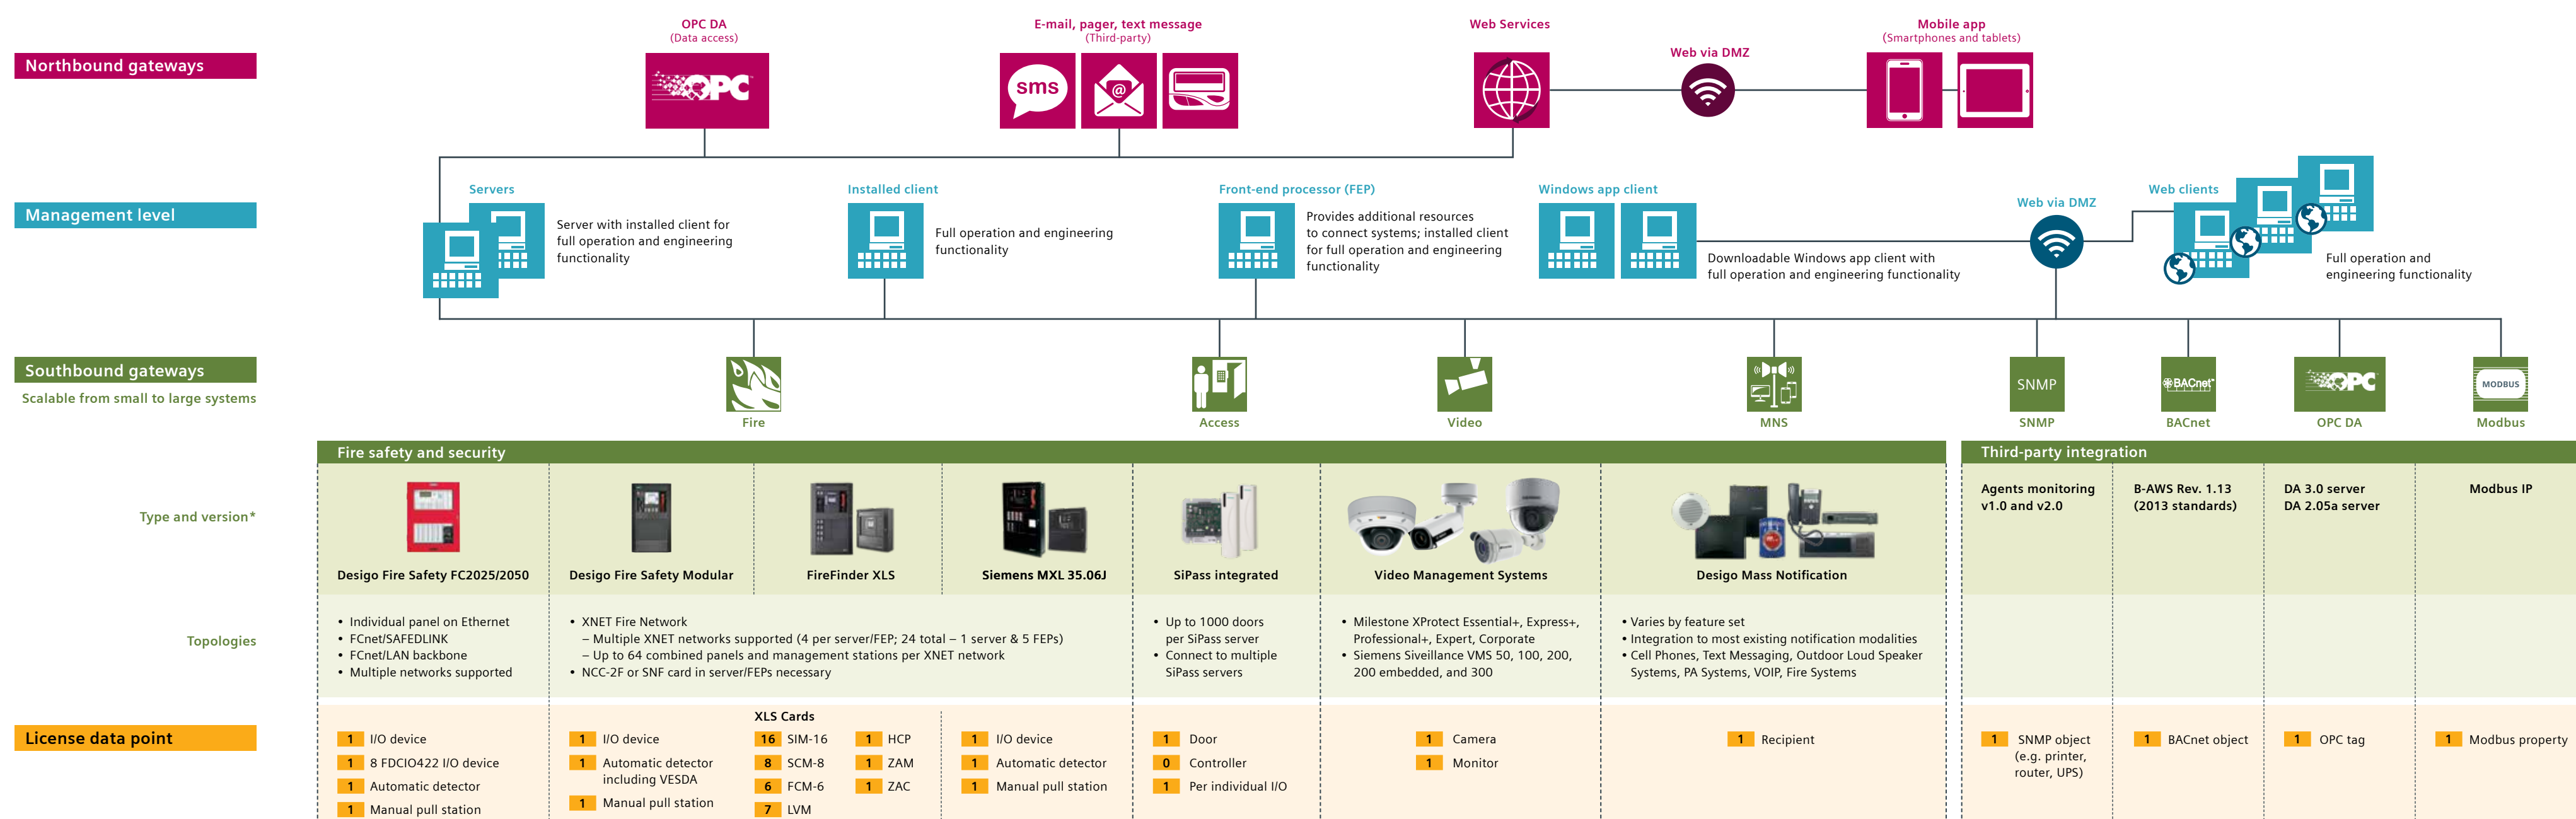 OPC DA
(Data access)
E-mail, pager, text message
(Third-party)
Web Services
Web via DMZ
Mobile app
(Smartphones and tablets)
Northbound gateways
OPC
sms
@
Servers
Installed client
Front-end processor (FEP)
Windows app client
Web via DMZ
Web clients
Management level
Server with installed client for
full operation and engineering
functionality
Full operation and engineering
functionality
Provides additional resources
to connect systems; installed client
for full operation and engineering
functionality
Downloadable Windows app client with
full operation and engineering functionality
Full operation and
engineering functionality
Southbound gateways
Scalable from small to large systems
SNMP
BACnet™
OPC
MODBUS
Fire
Access
Video
MNS
SNMP
BACnet
OPC DA
Modbus
Fire safety and security
Third-party integration
Type and version*
Desigo Fire Safety FC2025/2050
Desigo Fire Safety Modular
FireFinder XLS
Siemens MXL 35.06J
SiPass integrated
Video Management Systems
Desigo Mass Notification
Agents monitoring
v1.0 and v2.0
B-AWS Rev. 1.13
(2013 standards)
DA 3.0 server
DA 2.05a server
Modbus IP
Topologies
• Individual panel on Ethernet
• FCnet/SAFEDLINK
• FCnet/LAN backbone
• Multiple networks supported
• XNET Fire Network
– Multiple XNET networks supported (4 per server/FEP; 24 total – 1 server & 5 FEPs)
– Up to 64 combined panels and management stations per XNET network
• NCC-2F or SNF card in server/FEPs necessary
• Up to 1000 doors
per SiPass server
• Connect to multiple
SiPass servers
• Milestone XProtect Essential+, Express+,
Professional+, Expert, Corporate
• Siemens Siveillance VMS 50, 100, 200,
200 embedded, and 300
• Varies by feature set
• Integration to most existing notification modalities
• Cell Phones, Text Messaging, Outdoor Loud Speaker
Systems, PA Systems, VOIP, Fire Systems
License data point
1 I/O device
1 8 FDCIO422 I/O device
1 Automatic detector
1 Manual pull station
1 I/O device
1 Automatic detector
including VESDA
1 Manual pull station
XLS Cards
16 SIM-16
8 SCM-8
6 FCM-6
7 LVM
1 HCP
1 ZAM
1 ZAC
1 I/O device
1 Automatic detector
1 Manual pull station
1 Door
0 Controller
1 Per individual I/O
1 Camera
1 Monitor
1 Recipient
1 SNMP object
(e.g. printer,
router, UPS)
1 BACnet object
1 OPC tag
1 Modbus property